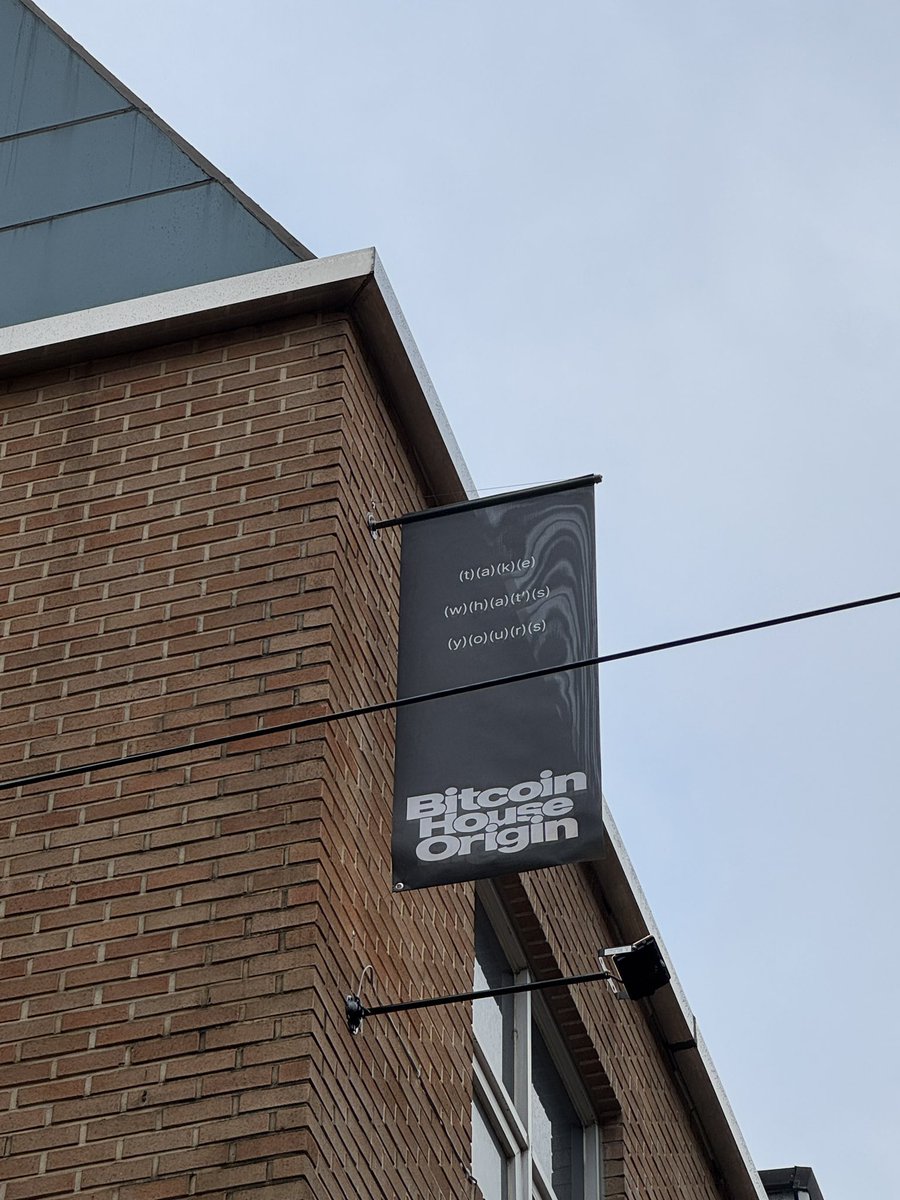 (t)(a)(k)(e)
(w)(h)(a)(t')(s)
(y)(o)(u)(r)(s)
Bitcoin
House
Origin